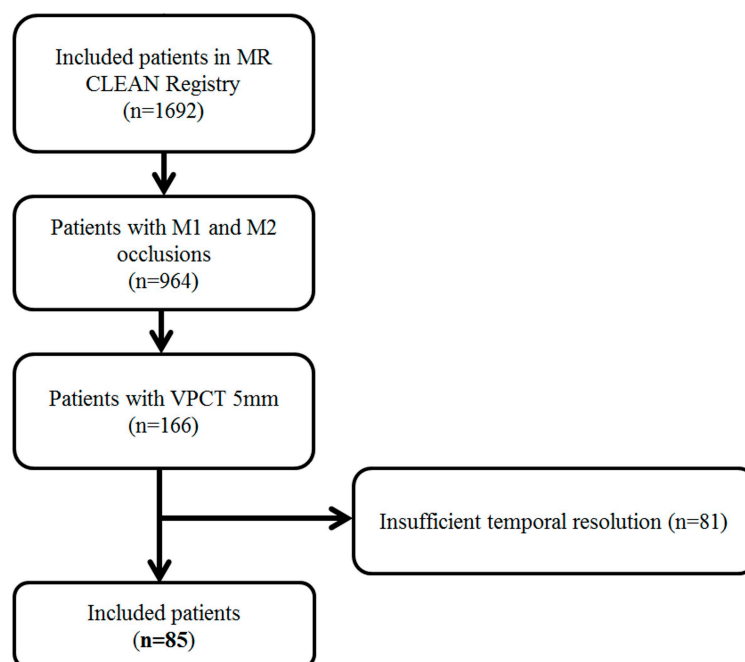 Included patients in MR
CLEAN Registry
(n=1692)
Patients with M1 and M2
occlusions
(n=964)
Patients with VPCT 5mm
(n=166)
Insufficient temporal resolution (n=81)
Included patients
(n=85)